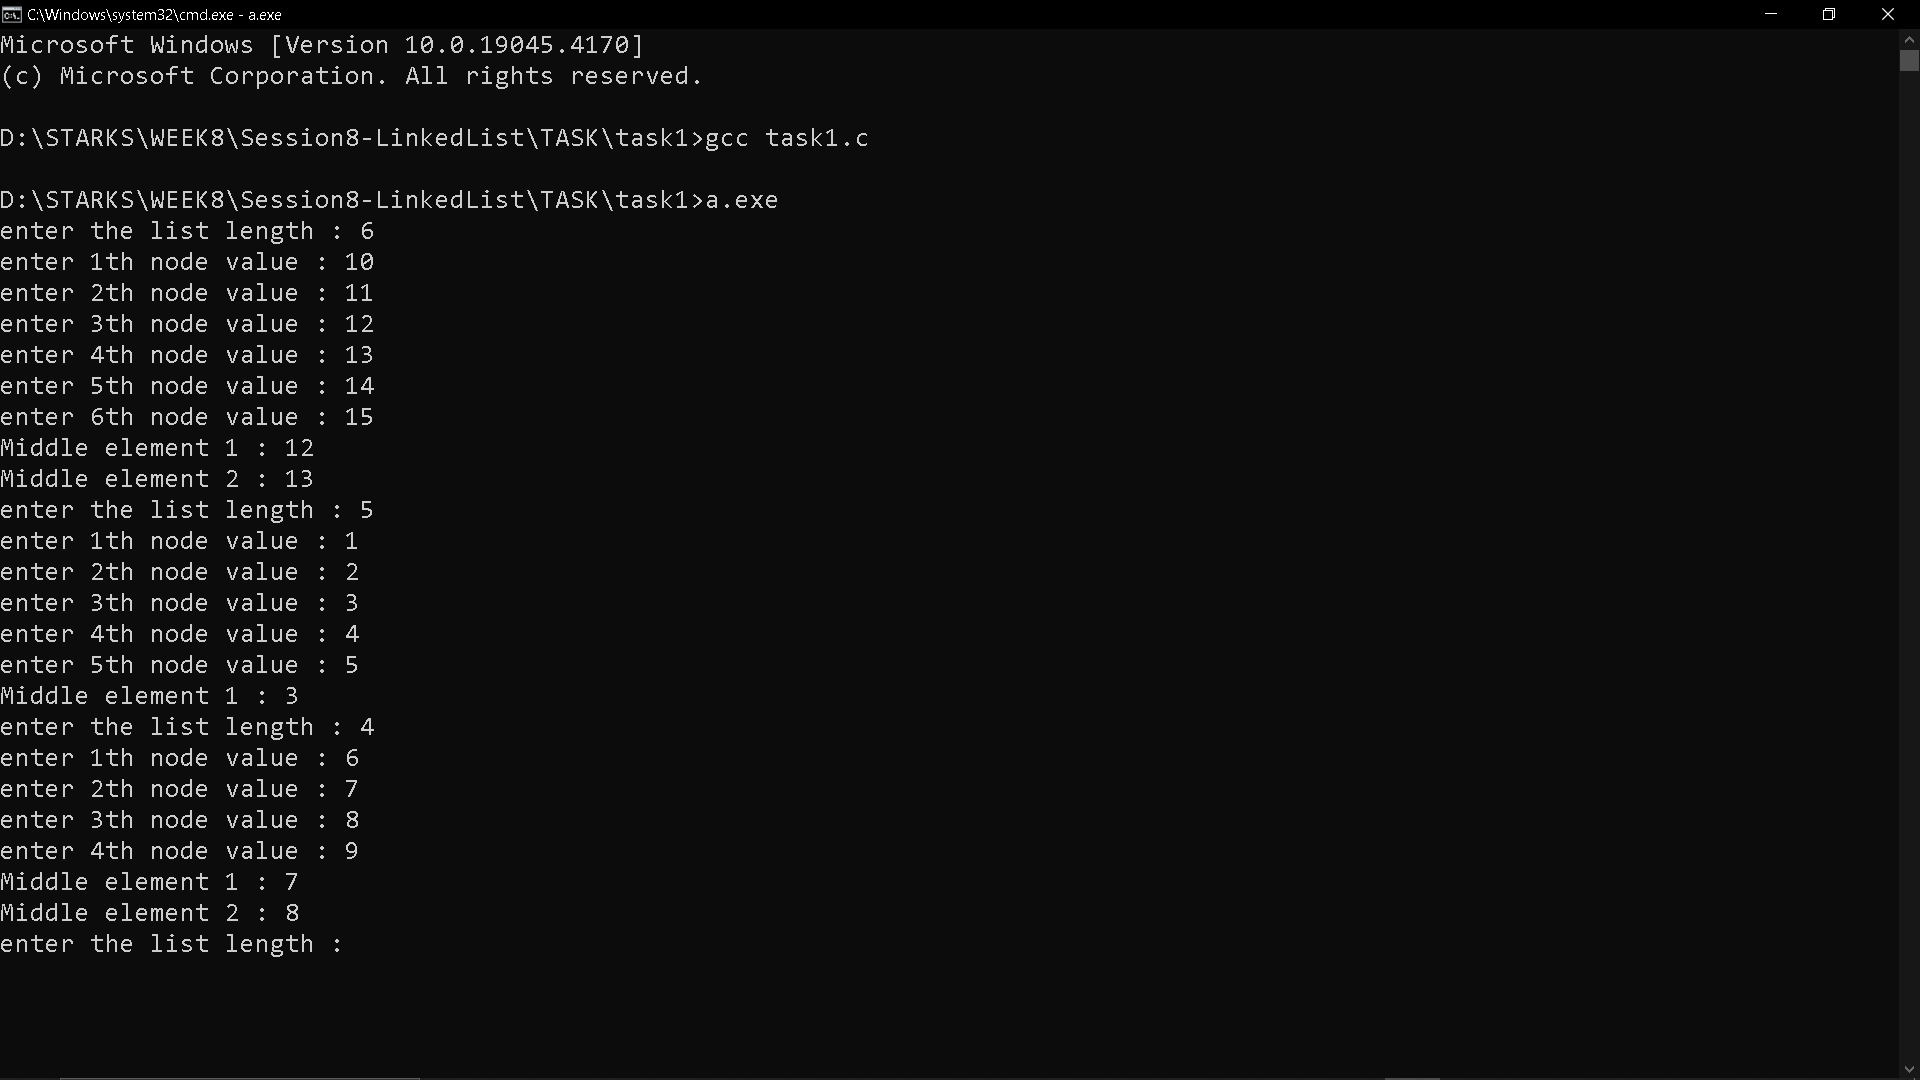 C:\Windows\system32\cmd.exe - a.exe
Microsoft Windows [Version 10.0.19045.4170]
(c) Microsoft Corporation. All rights reserved.
D:\STARKS\WEEK8\Session8-LinkedList\TASK\task1>gcc task1.c
D:\STARKS\WEEK8\Session8-LinkedList\TASK\task1>a.exe
enter the list length : 6
enter 1th node value : 10
enter 2th node value : 11
enter 3th node value : 12
enter 4th node value : 13
enter 5th node value : 14
enter 6th node value : 15
Middle element 1 : 12
Middle element 2 : 13
enter the list length : 5
enter 1th node value : 1
enter 2th node value : 2
enter 3th node value : 3
enter 4th node value : 4
enter 5th node value : 5
Middle element 1 : 3
enter the list length : 4
enter 1th node value : 6
enter 2th node value : 7
enter 3th node value : 8
enter 4th node value : 9
Middle element 1 : 7
Middle element 2 : 8
enter the list length :